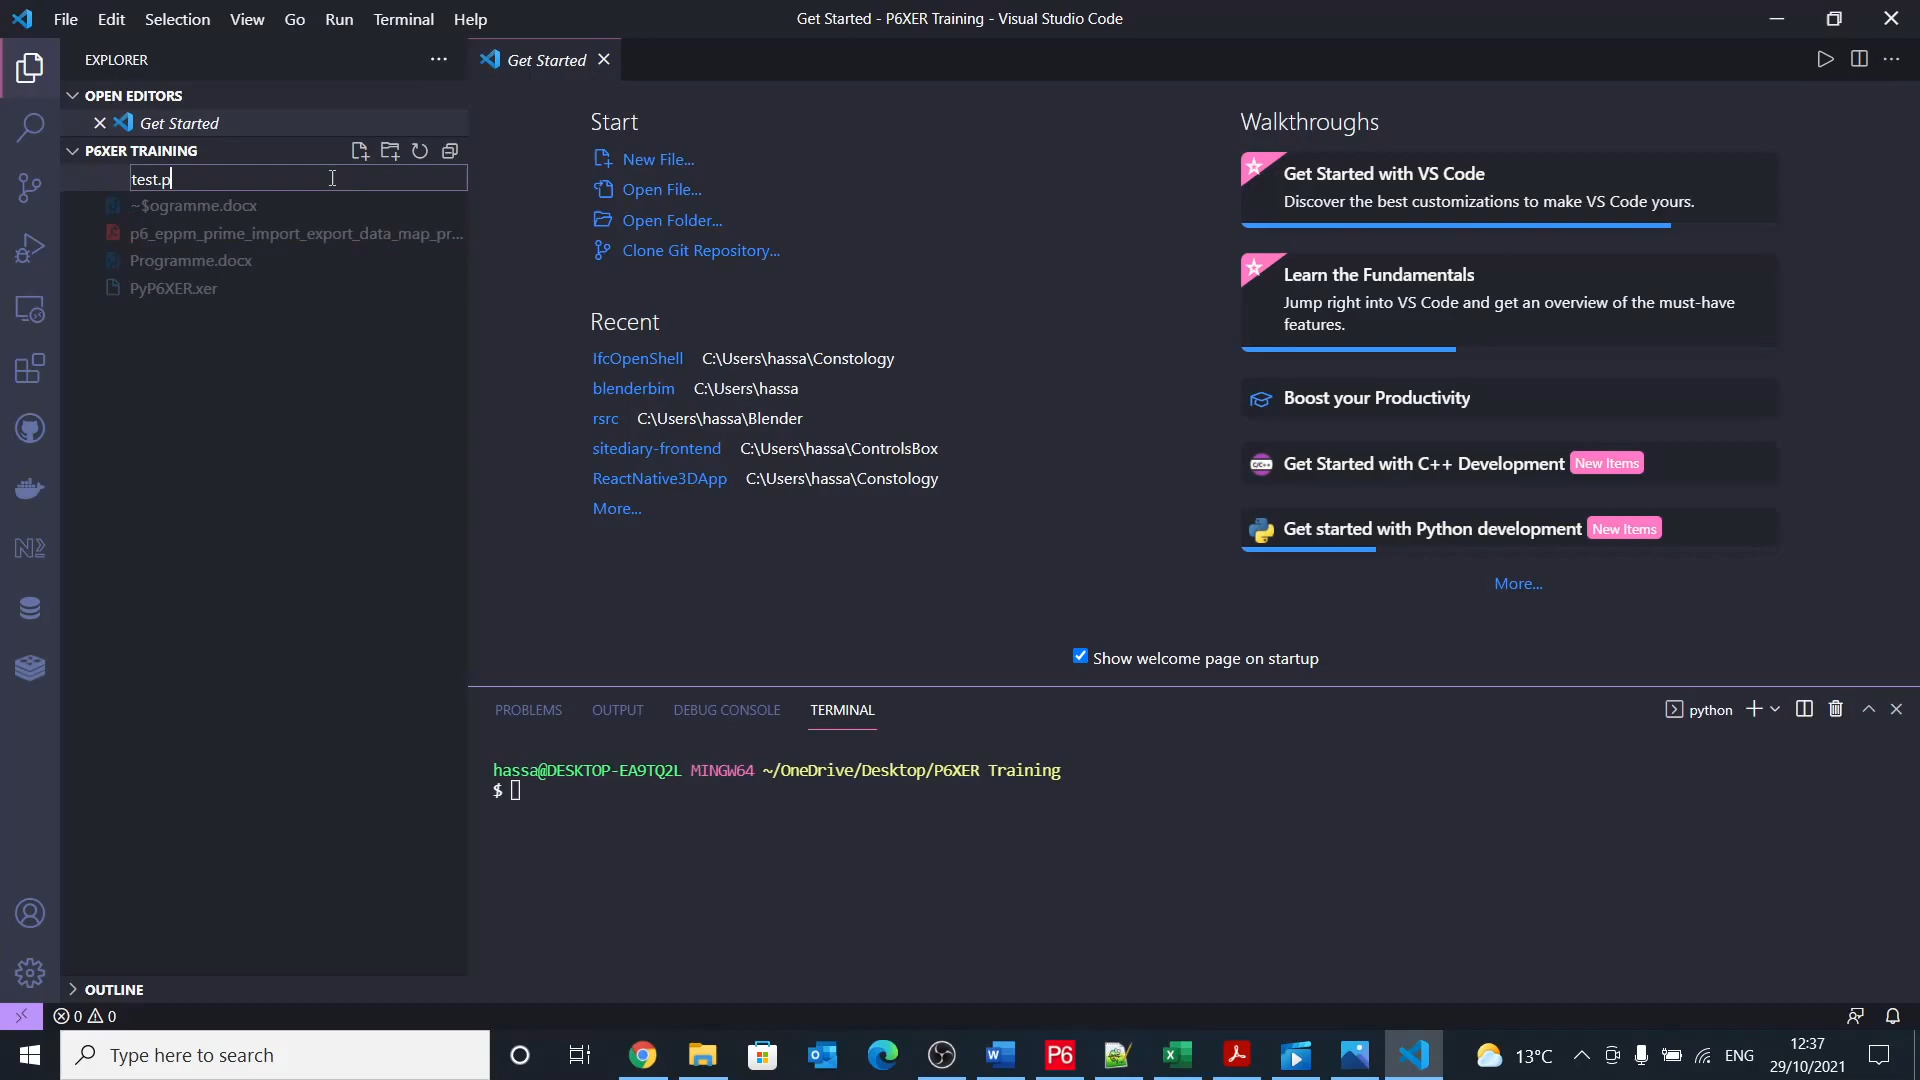 File Edit Selection View Go Run Terminal Help
Get Started - P6XER Training - Visual Studio Code
EXPLORER
OPEN EDITORS
Get Started
P6XER TRAINING
test.p
~$ogramme.docx
p6_eppm_prime_import_export_data_map_pr...
Programme.docx
PyP6XER.xer
OUTLINE
Get Started
Start
New File...
Open File...
Open Folder...
Clone Git Repository...
Recent
IfcOpenShell C:\Users\hassa\Constology
blenderbim C:\Users\hassa
rsrc C:\Users\hassa\Blender
sitediary-frontend C:\Users\hassa\ControlsBox
ReactNative3DApp C:\Users\hassa\Constology
More...
Walkthroughs
Get Started with VS Code
Discover the best customizations to make VS Code yours.
Learn the Fundamentals
Jump right into VS Code and get an overview of the must-have
features.
Boost your Productivity
C/C++ Get Started with C++ Development New Items
Get started with Python development New Items
More...
Show welcome page on startup
PROBLEMS OUTPUT DEBUG CONSOLE TERMINAL
python
hassa@DESKTOP-EA9TQ2L MINGW64 ~/OneDrive/Desktop/P6XER Training
$
0 0
Type here to search
P6
13°C
ENG
12:37
29/10/2021